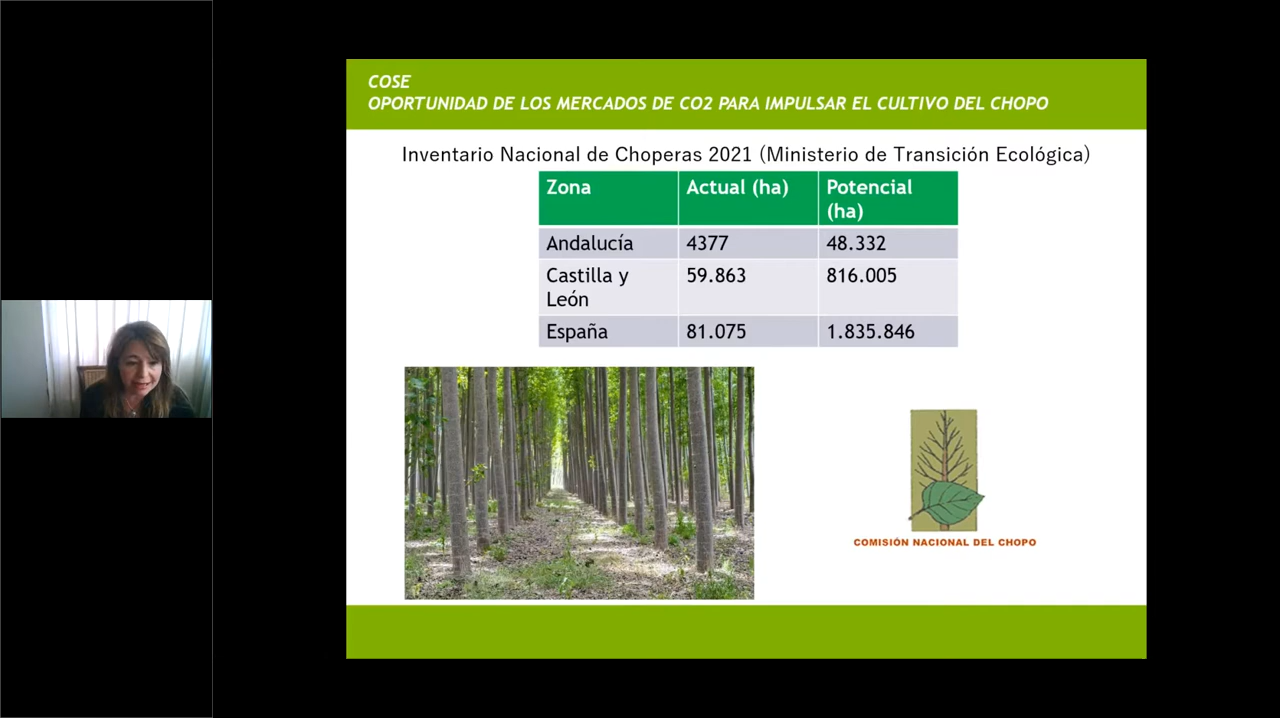 COSE
OPORTUNIDAD DE LOS MERCADOS DE CO2 PARA IMPULSAR EL CULTIVO DEL CHOPO
Inventario Nacional de Choperas 2021 (Ministerio de Transición Ecológica)
Zona Actual (ha) Potencial
(ha)
Andalucía 4377 48.332
Castilla y 59.863 816.005
León
España 81.075 1.835.846
COMISIÓN NACIONAL DEL CHOPO